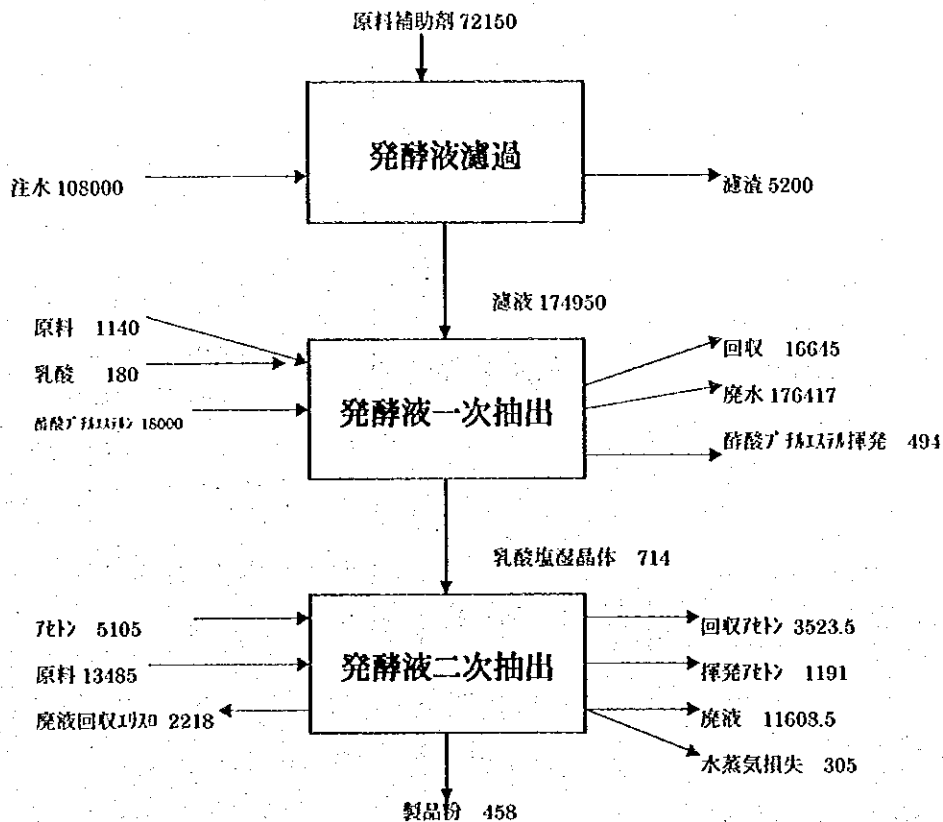 原料補助剤 72150
発酵液濾過
注水 108000
濾渣 5200
濾液 174950
原料 1140
乳酸 180
酢酸ブチルエステルン 18000
発酵液一次抽出
回収 16645
廃水 176417
酢酸ブチルエステル揮発 494
乳酸塩湿晶体 714
アセトン 5105
原料 13485
廃液回収エリスロ 2218
発酵液二次抽出
回収アセトン 3523.5
揮発アセトン 1191
廃液 11608.5
水蒸気損失 305
製品粉 458